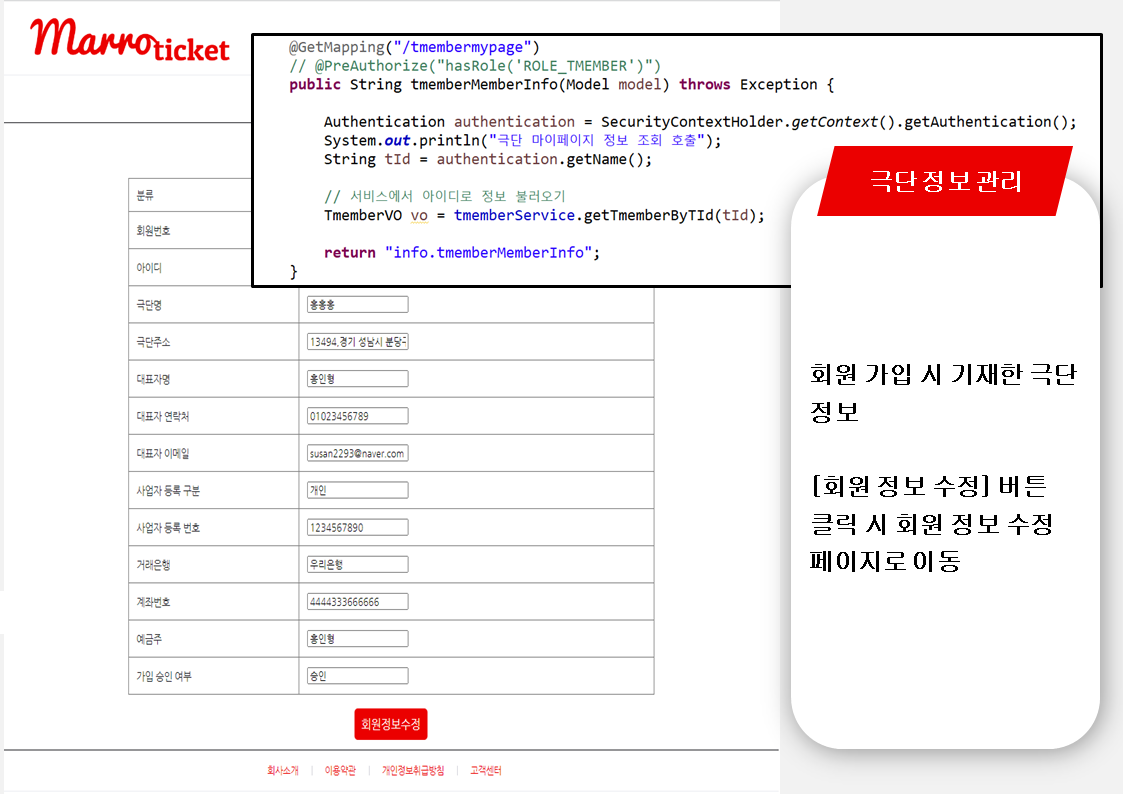 Marroticket
@GetMapping("/tmembermypage")
// @PreAuthorize("hasRole('ROLE_TMEMBER')")
public String tmemberMemberInfo(Model model) throws Exception {
Authentication authentication = SecurityContextHolder.getContext().getAuthentication();
System.out.println("극단 마이페이지 정보 조회 호출");
String tId = authentication.getName();
// 서비스에서 아이디로 정보 불러오기
TmemberVO vo = tmemberService.getTmemberByTId(tId);
return "info.tmemberMemberInfo";
}
분류
회원번호
아이디
극단명 홍홍홍
극단주소 13494,경기 성남시 분당구
대표자명 홍인형
대표자 연락처 01023456789
대표자 이메일 susan2293@naver.com
사업자 등록 구분 개인
사업자 등록 번호 1234567890
거래은행 우리은행
계좌번호 4444333666666
예금주 홍인형
가입 승인 여부 승인
회원정보수정
회사소개 | 이용약관 | 개인정보취급방침 | 고객센터
극단 정보 관리
회원 가입 시 기재한 극단
정보
[회원 정보 수정] 버튼
클릭 시 회원 정보 수정
페이지로 이동